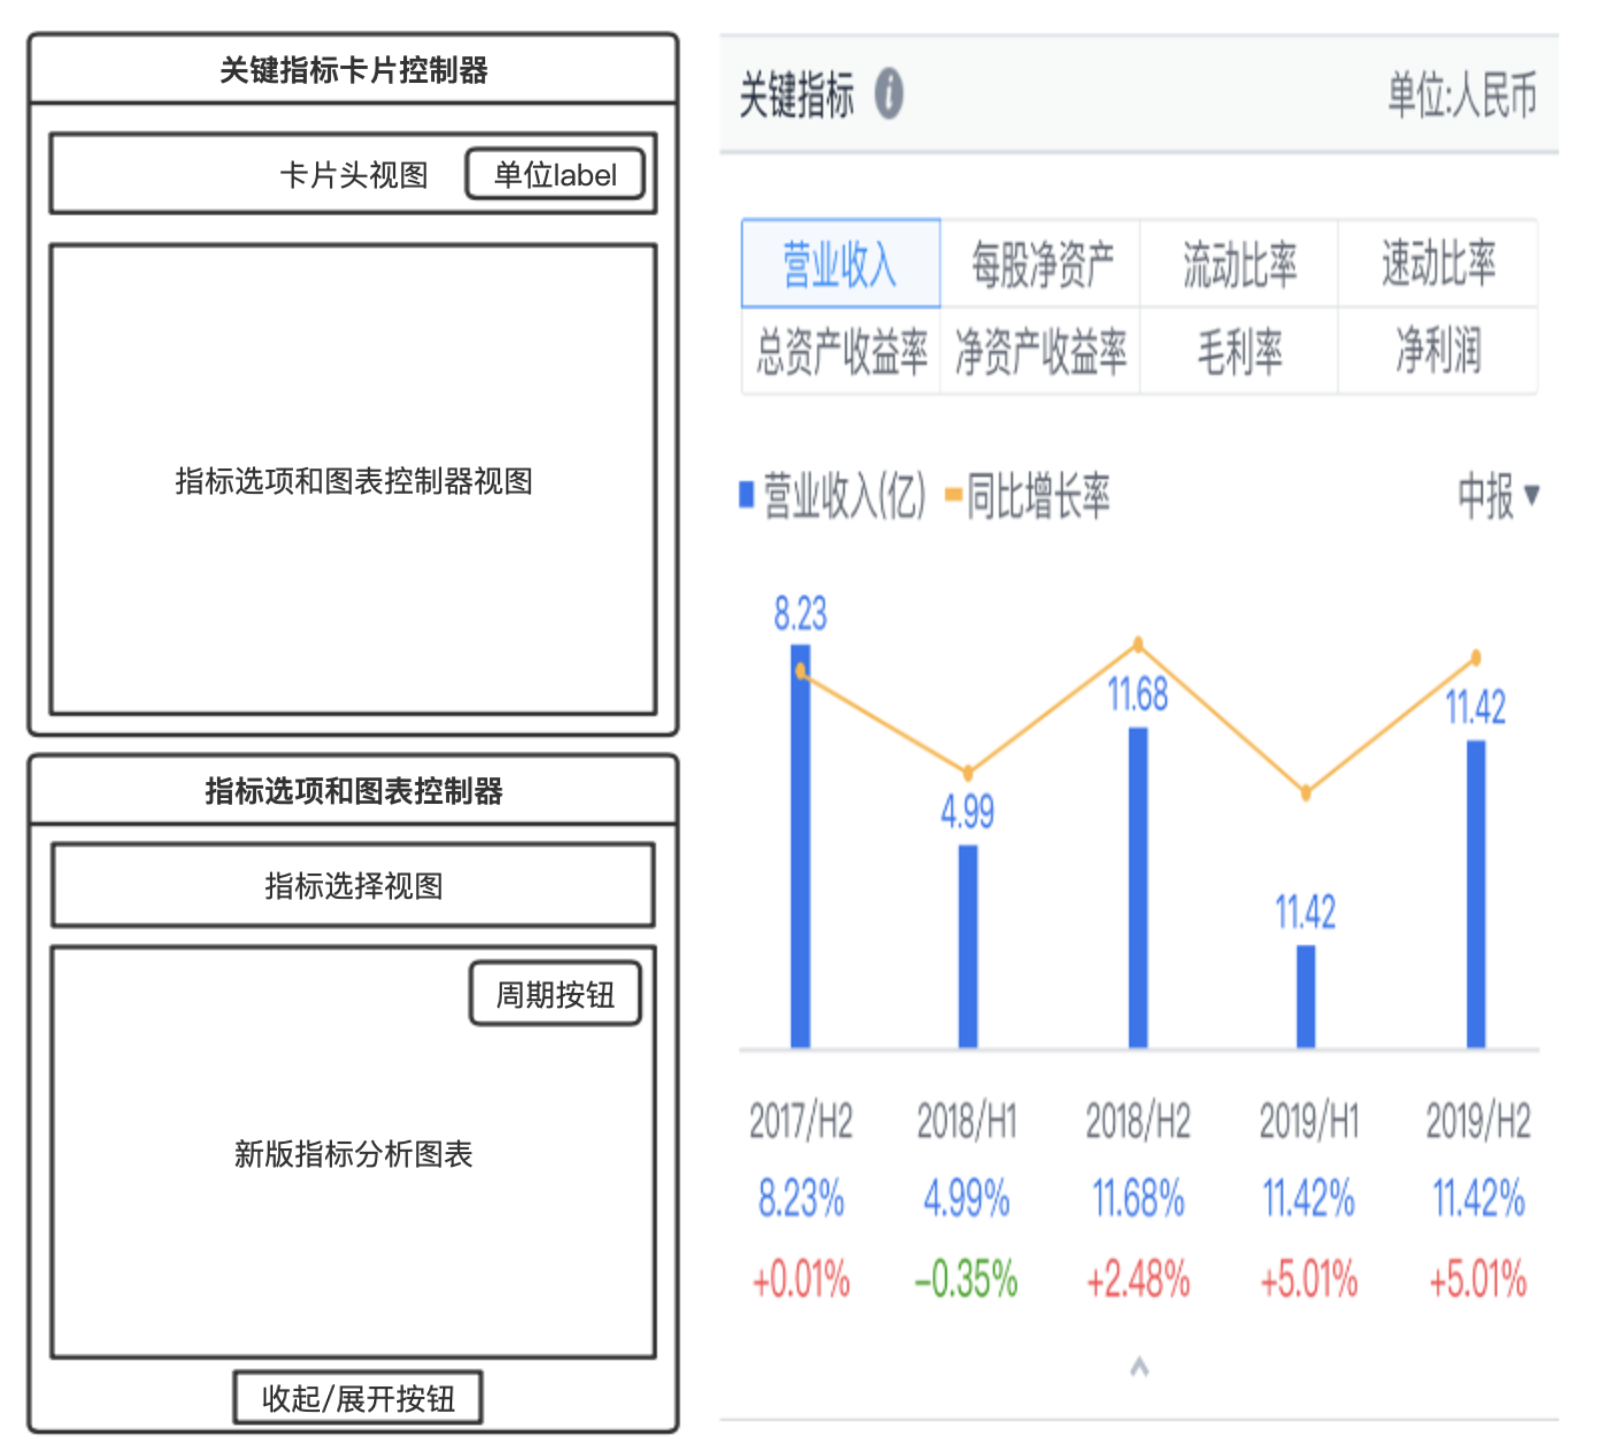 关键指标卡片控制器
卡片头视图
单位label
指标选项和图表控制器视图
指标选项和图表控制器
指标选择视图
周期按钮
新版指标分析图表
收起/展开按钮
关键指标 i 单位:人民币
营业收入 每股净资产 流动比率 速动比率
总资产收益率 净资产收益率 毛利率 净利润
营业收入(亿) 同比增长率 中报▼
8.23
11.68
11.42
4.99
11.42
2017/H2 2018/H1 2018/H2 2019/H1 2019/H2
8.23% 4.99% 11.68% 11.42% 11.42%
+0.01% -0.35% +2.48% +5.01% +5.01%